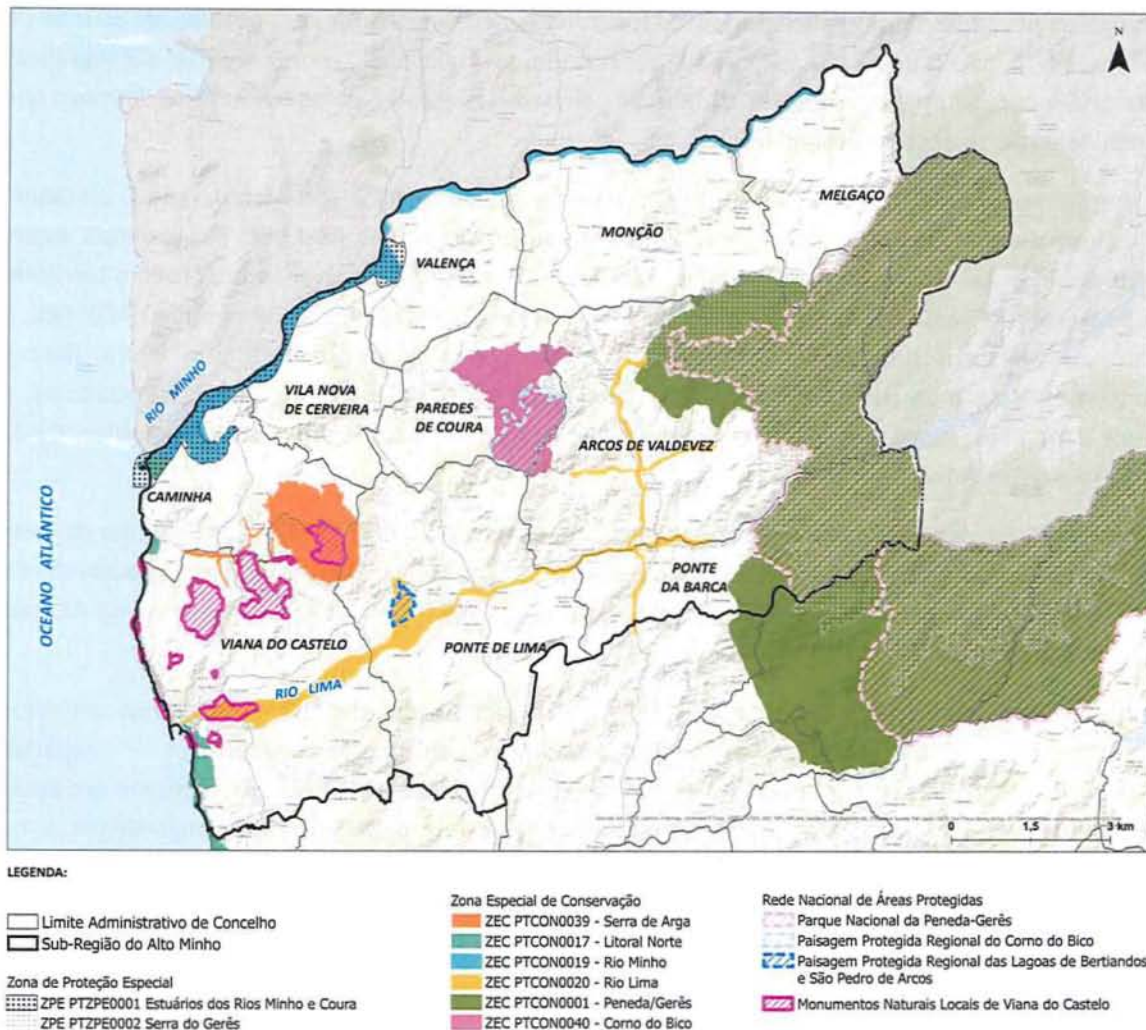 N
MELGAÇO
MONÇÃO
VALENÇA
RIO MINHO
VILA NOVA
DE CERVEIRA
PAREDES
DE COURA
ARCOS DE VALDEVEZ
CAMINHA
OCEANO ATLÂNTICO
PONTE
DA BARCA
VIANA DO CASTELO
PONTE DE LIMA
RIO LIMA
0 1,5 3 km
LEGENDA:
Limite Administrativo de Concelho
Sub-Região do Alto Minho
Zona de Proteção Especial
ZPE PTZPE0001 Estuários dos Rios Minho e Coura
ZPE PTZPE0002 Serra do Gerês
Zona Especial de Conservação
ZEC PTCON0039 - Serra de Arga
ZEC PTCON0017 - Litoral Norte
ZEC PTCON0019 - Rio Minho
ZEC PTCON0020 - Rio Lima
ZEC PTCON0001 - Peneda/Gerês
ZEC PTCON0040 - Corno do Bico
Rede Nacional de Áreas Protegidas
Parque Nacional da Peneda-Gerês
Paisagem Protegida Regional do Corno do Bico
Paisagem Protegida Regional das Lagoas de Bertiandos
e São Pedro de Arcos
Monumentos Naturais Locais de Viana do Castelo